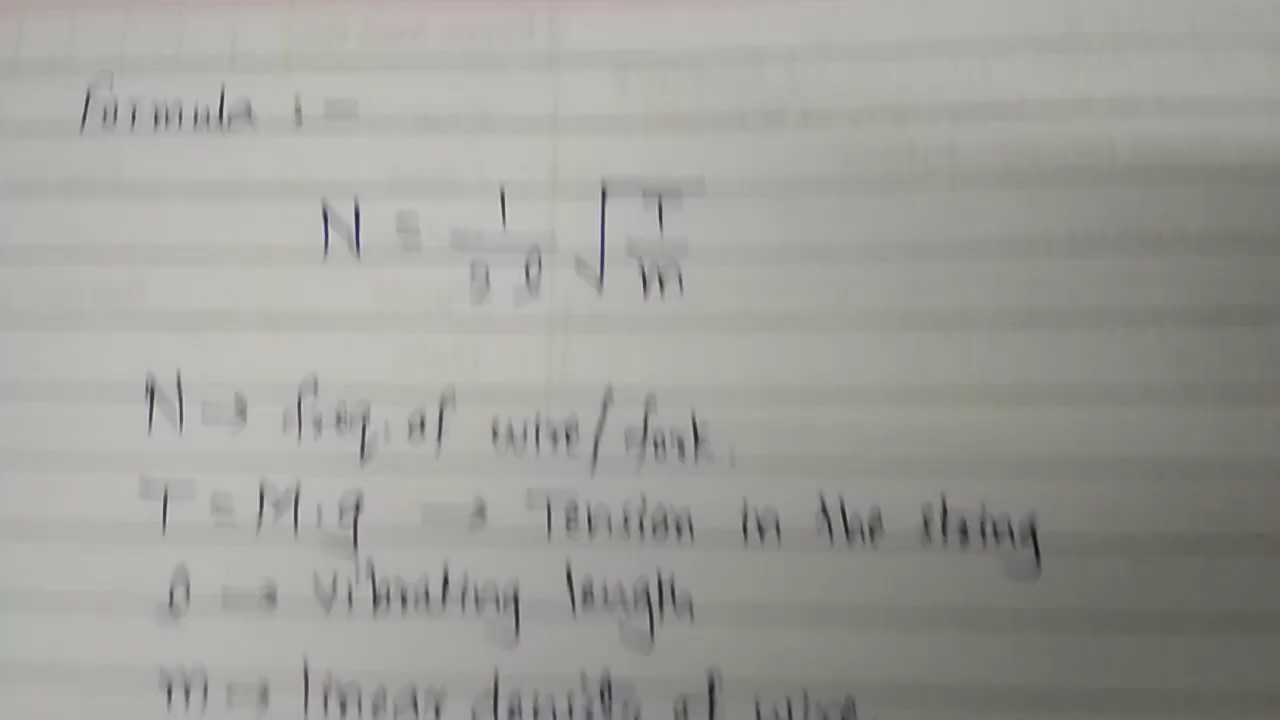 Formula :=
N = 1/2l √T/m
N → freq. of wire/fork.
T = M.g → Tension in the string
l → vibrating length
m → linear density of wire.